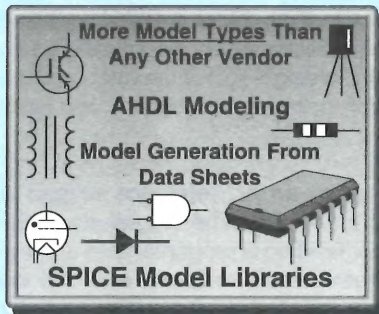 More Model Types Than
Any Other Vendor
AHDL Modeling
Model Generation From
Data Sheets
SPICE Model Libraries